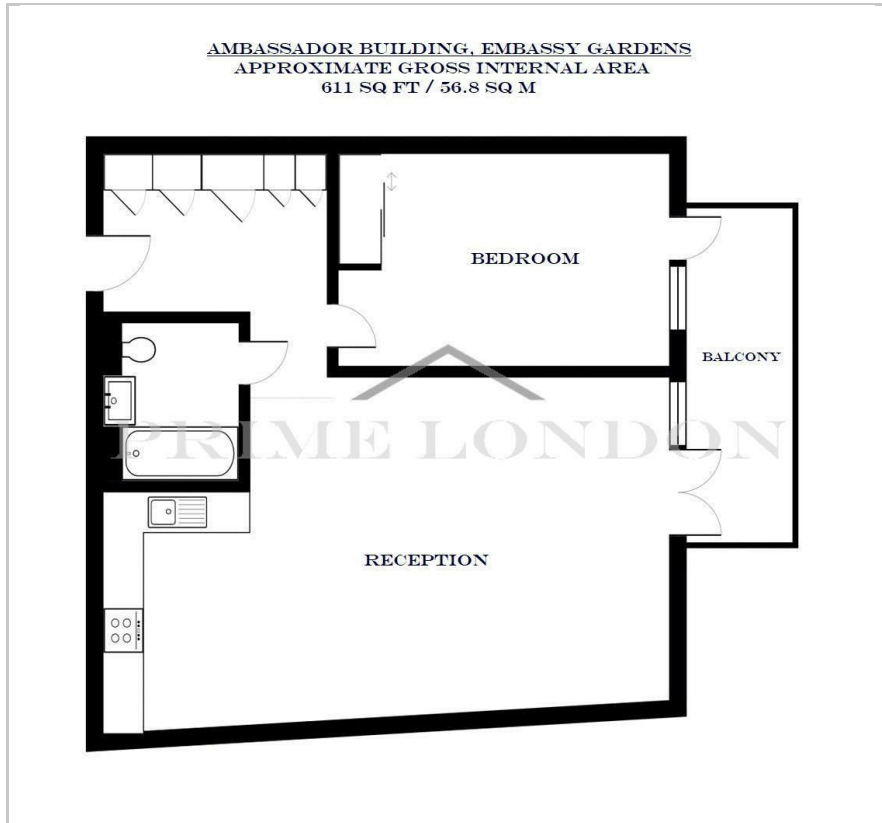 AMBASSADOR BUILDING, EMBASSY GARDENS
APPROXIMATE GROSS INTERNAL AREA
611 SQ FT / 56.8 SQ M
BEDROOM
BALCONY
PRIME LONDON
RECEPTION